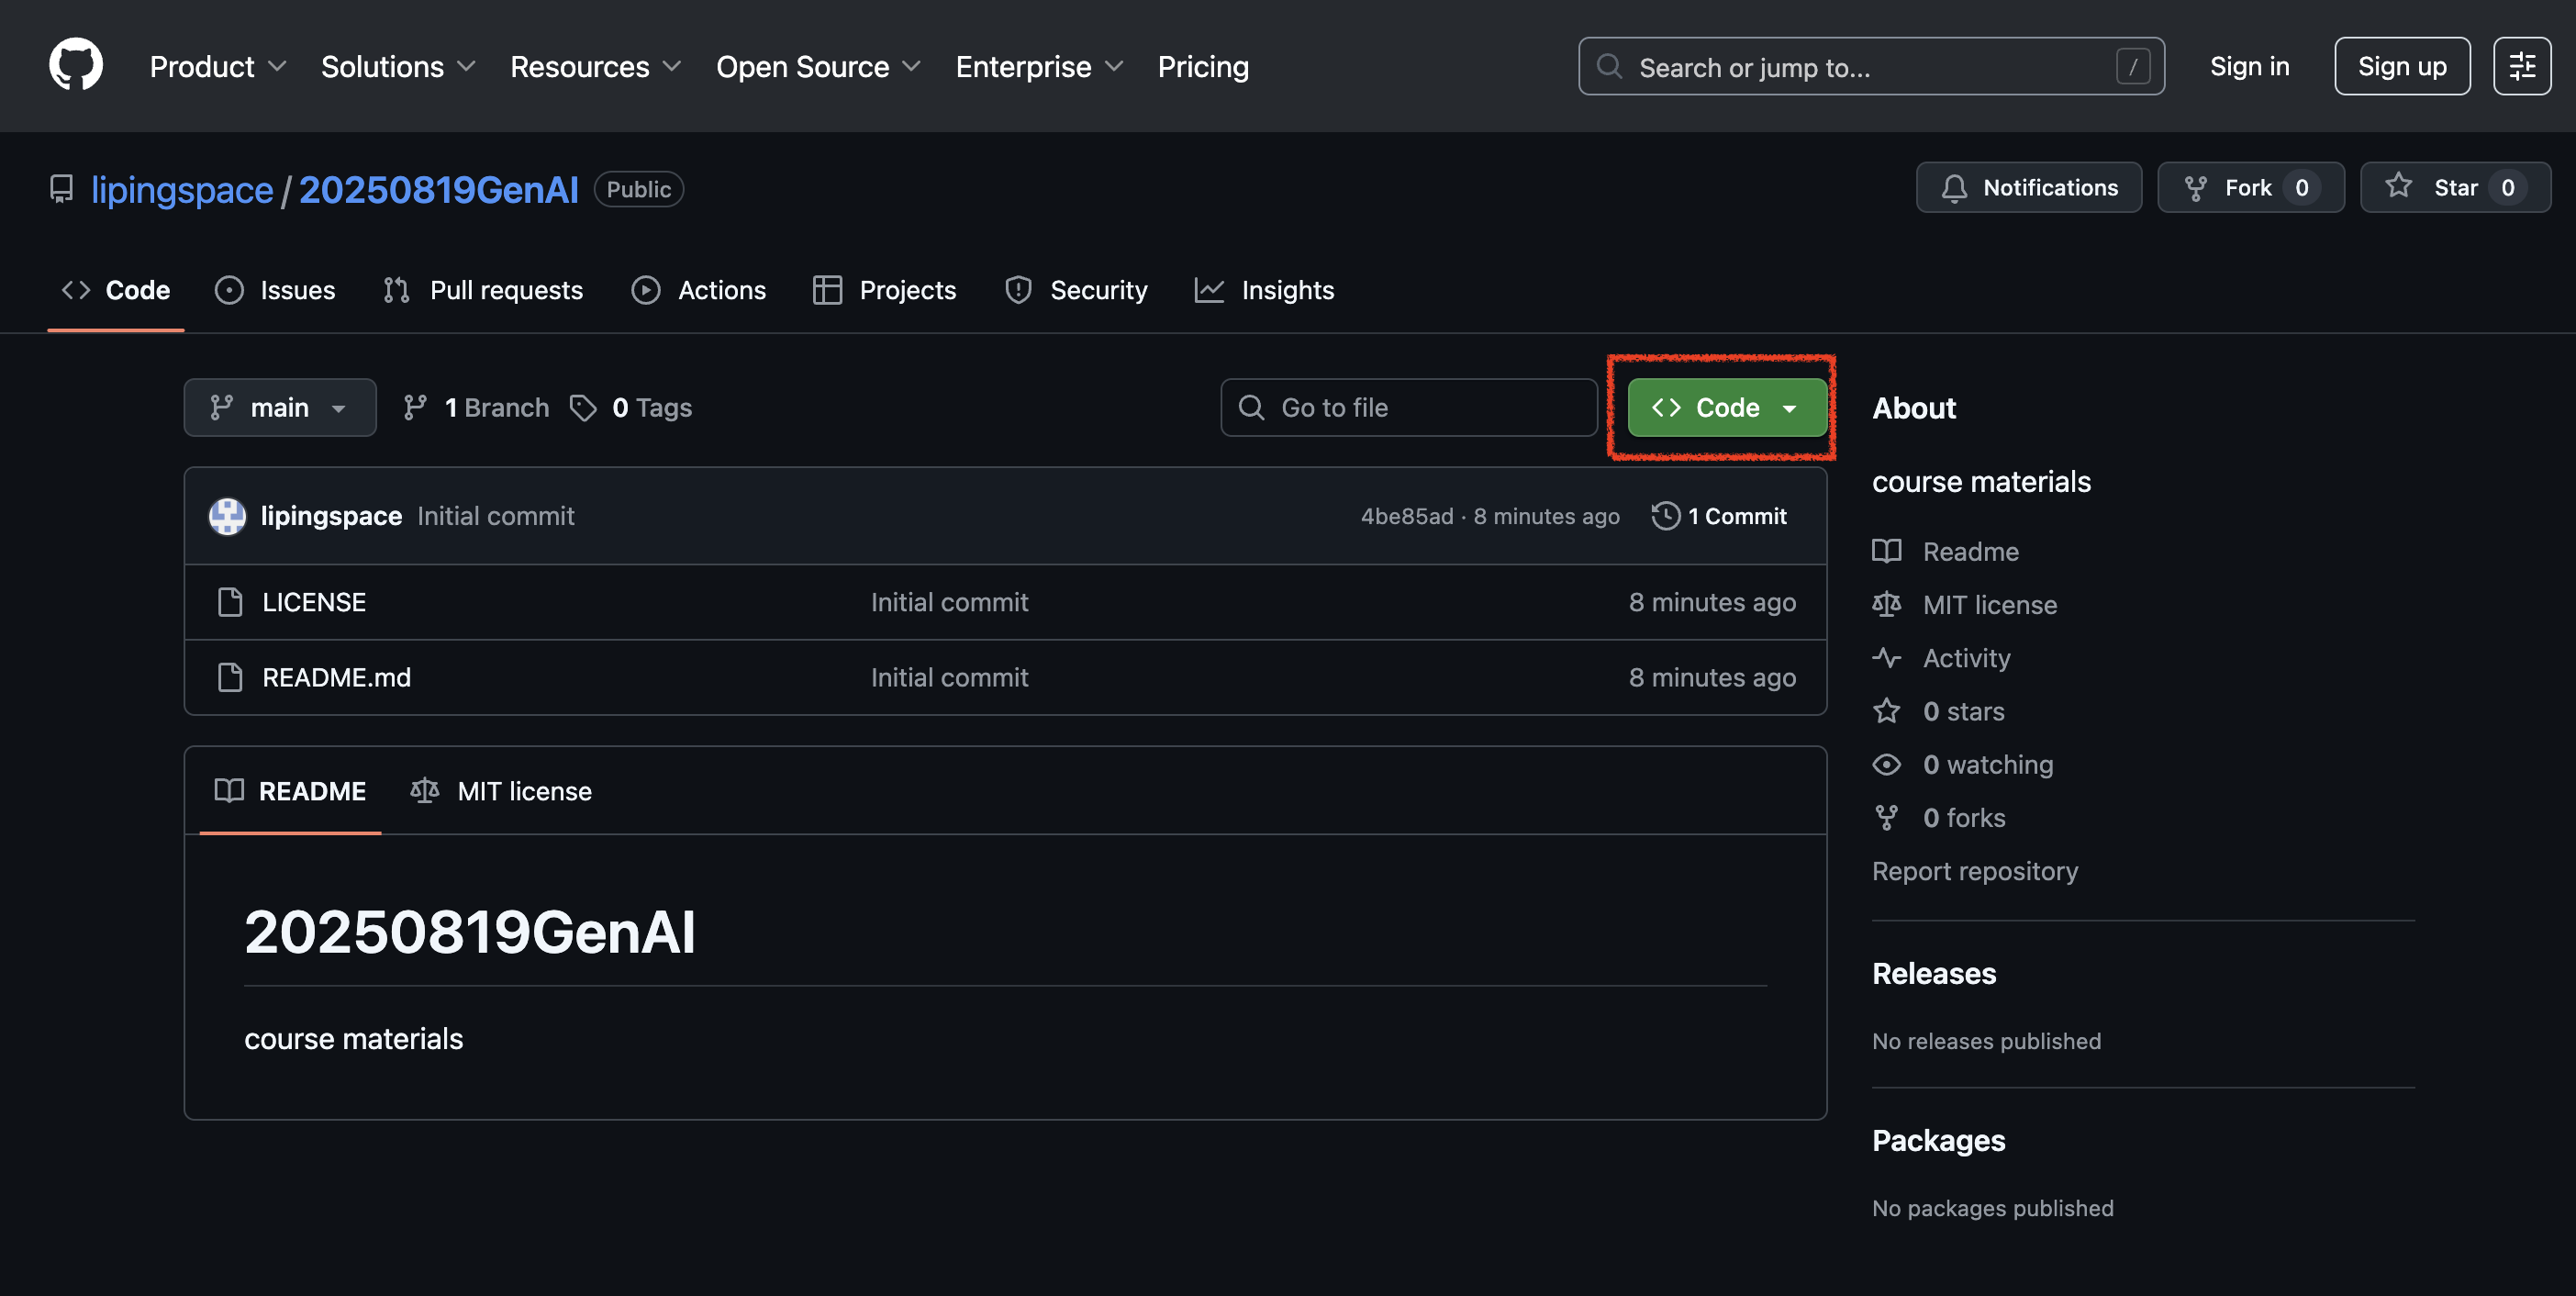 Product Solutions Resources Open Source Enterprise Pricing Search or jump to... / Sign in Sign up
lipingspace / 20250819GenAI Public Notifications Fork 0 Star 0
Code Issues Pull requests Actions Projects Security Insights
main 1 Branch 0 Tags Go to file Code
lipingspace Initial commit 4be85ad · 8 minutes ago 1 Commit
LICENSE Initial commit 8 minutes ago
README.md Initial commit 8 minutes ago
README MIT license
20250819GenAI
course materials
About
course materials
Readme
MIT license
Activity
0 stars
0 watching
0 forks
Report repository
Releases
No releases published
Packages
No packages published